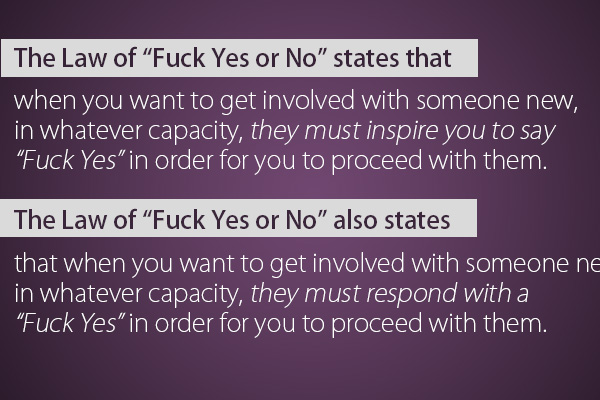 The Law of “Fuck Yes or No” states that
when you want to get involved with someone new,
in whatever capacity, they must inspire you to say
“Fuck Yes” in order for you to proceed with them.
The Law of “Fuck Yes or No” also states
that when you want to get involved with someone ne
in whatever capacity, they must respond with a
“Fuck Yes” in order for you to proceed with them.